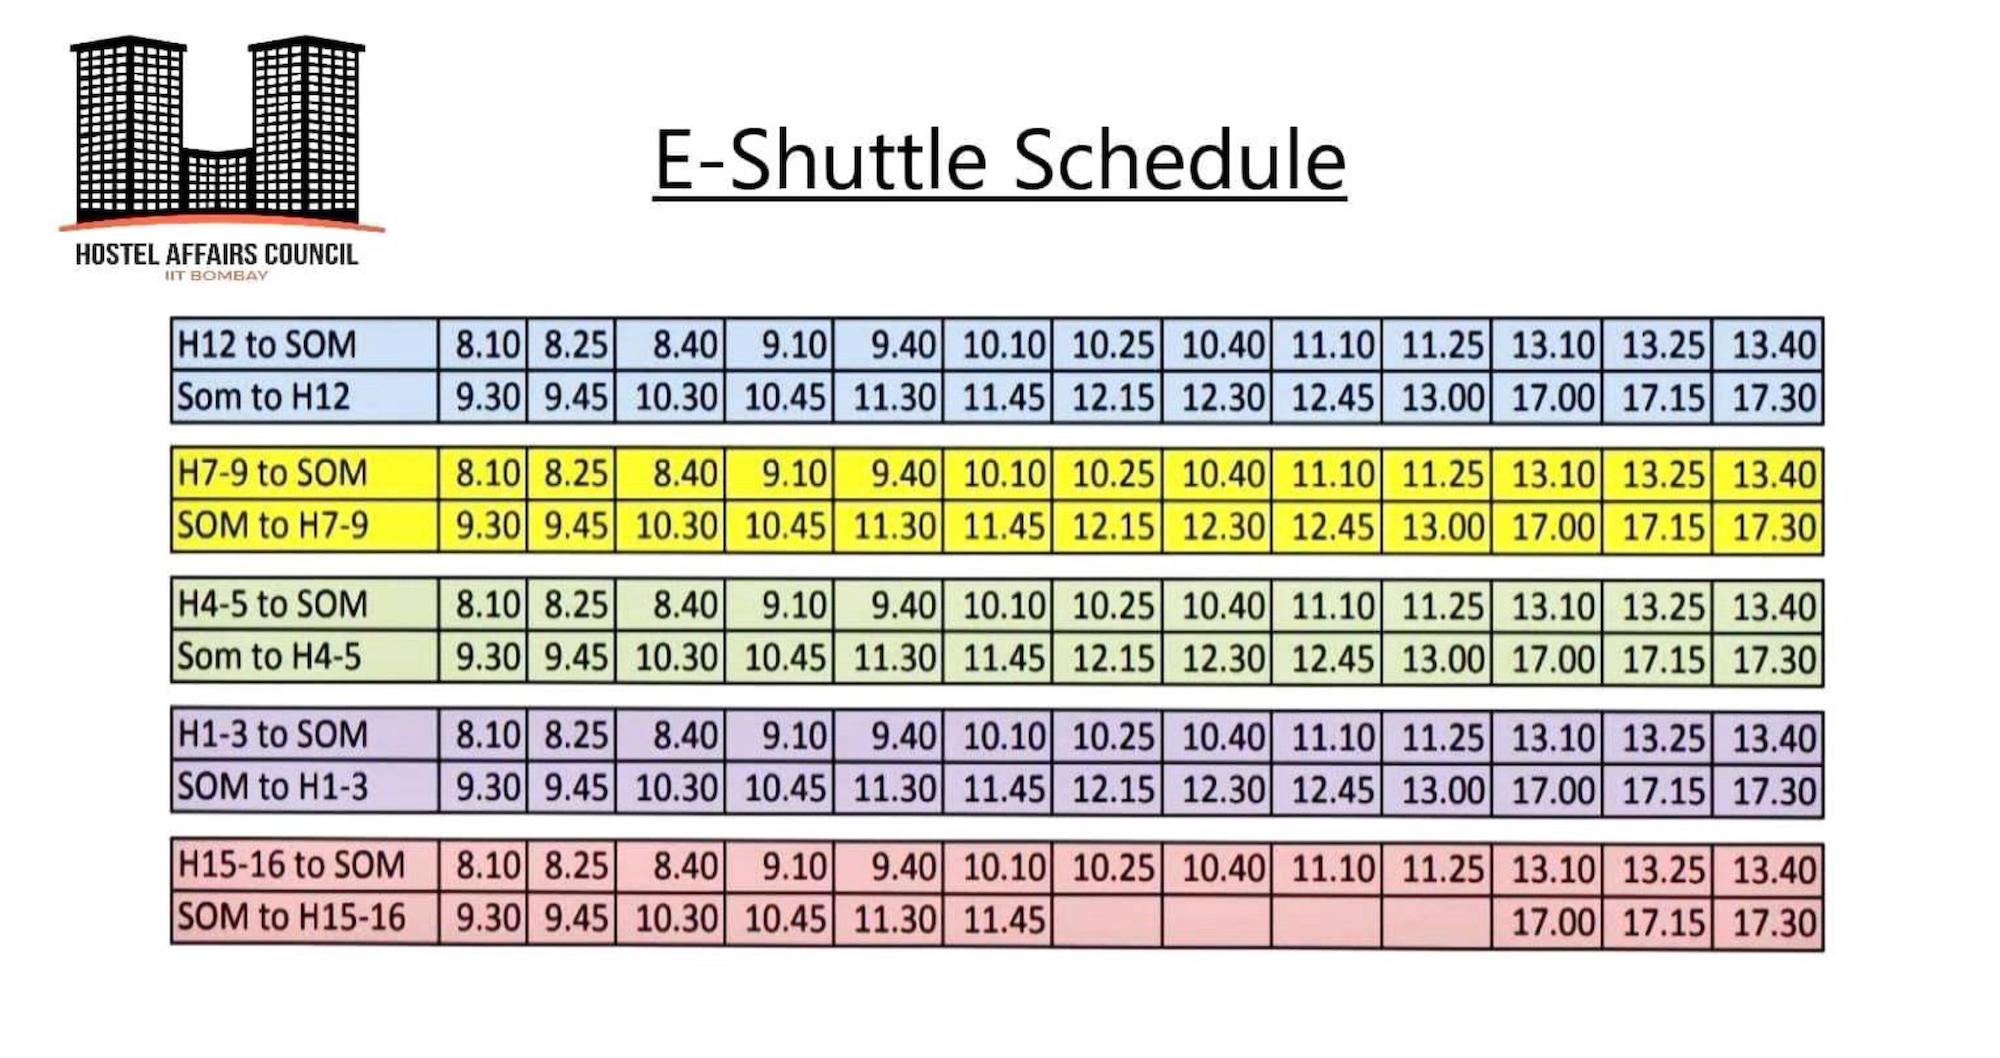 HOSTEL AFFAIRS COUNCIL
IIT BOMBAY
E-Shuttle Schedule
H12 to SOM 8.10 8.25 8.40 9.10 9.40 10.10 10.25 10.40 11.10 11.25 13.10 13.25 13.40
Som to H12 9.30 9.45 10.30 10.45 11.30 11.45 12.15 12.30 12.45 13.00 17.00 17.15 17.30
H7-9 to SOM 8.10 8.25 8.40 9.10 9.40 10.10 10.25 10.40 11.10 11.25 13.10 13.25 13.40
SOM to H7-9 9.30 9.45 10.30 10.45 11.30 11.45 12.15 12.30 12.45 13.00 17.00 17.15 17.30
H4-5 to SOM 8.10 8.25 8.40 9.10 9.40 10.10 10.25 10.40 11.10 11.25 13.10 13.25 13.40
Som to H4-5 9.30 9.45 10.30 10.45 11.30 11.45 12.15 12.30 12.45 13.00 17.00 17.15 17.30
H1-3 to SOM 8.10 8.25 8.40 9.10 9.40 10.10 10.25 10.40 11.10 11.25 13.10 13.25 13.40
SOM to H1-3 9.30 9.45 10.30 10.45 11.30 11.45 12.15 12.30 12.45 13.00 17.00 17.15 17.30
H15-16 to SOM 8.10 8.25 8.40 9.10 9.40 10.10 10.25 10.40 11.10 11.25 13.10 13.25 13.40
SOM to H15-16 9.30 9.45 10.30 10.45 11.30 11.45 17.00 17.15 17.30